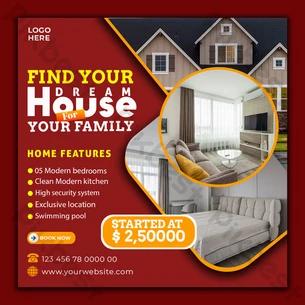 LOGO
HERE
FIND YOUR
DREAM
House
For
YOUR FAMILY
HOME FEATURES
05 Modern bedrooms
Clean Modern kitchen
High security system
Exclusive location
Swimming pool
BOOK NOW
STARTED AT
$ 2,50000
123 456 78 0000 00
www.yourwebsite.com